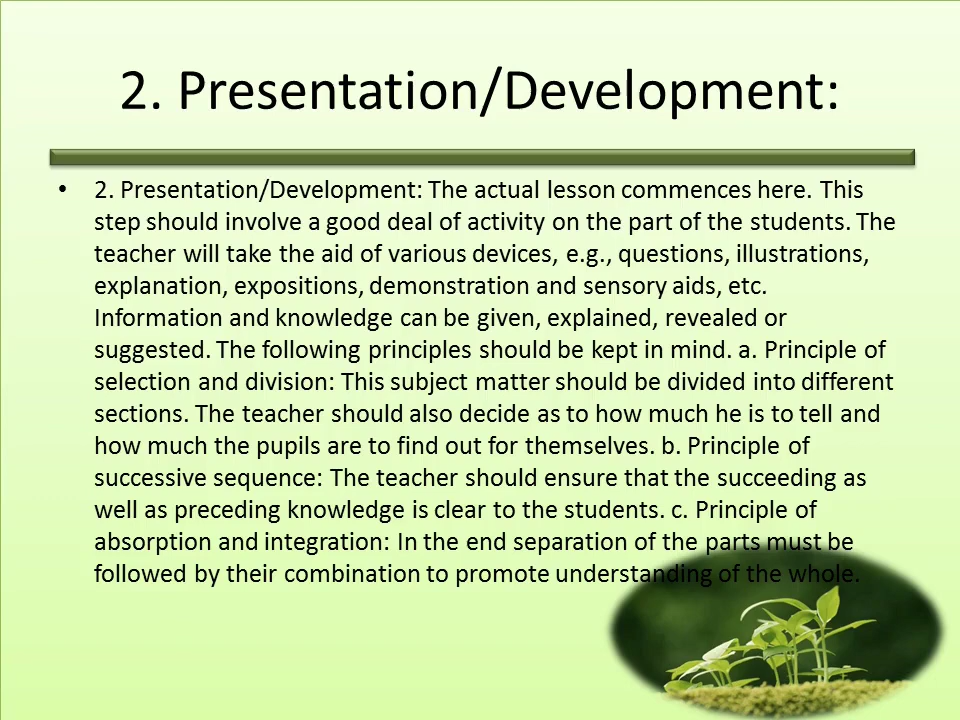 2. Presentation/Development:
• 2. Presentation/Development: The actual lesson commences here. This
step should involve a good deal of activity on the part of the students. The
teacher will take the aid of various devices, e.g., questions, illustrations,
explanation, expositions, demonstration and sensory aids, etc.
Information and knowledge can be given, explained, revealed or
suggested. The following principles should be kept in mind. a. Principle of
selection and division: This subject matter should be divided into different
sections. The teacher should also decide as to how much he is to tell and
how much the pupils are to find out for themselves. b. Principle of
successive sequence: The teacher should ensure that the succeeding as
well as preceding knowledge is clear to the students. c. Principle of
absorption and integration: In the end separation of the parts must be
followed by their combination to promote understanding of the whole.